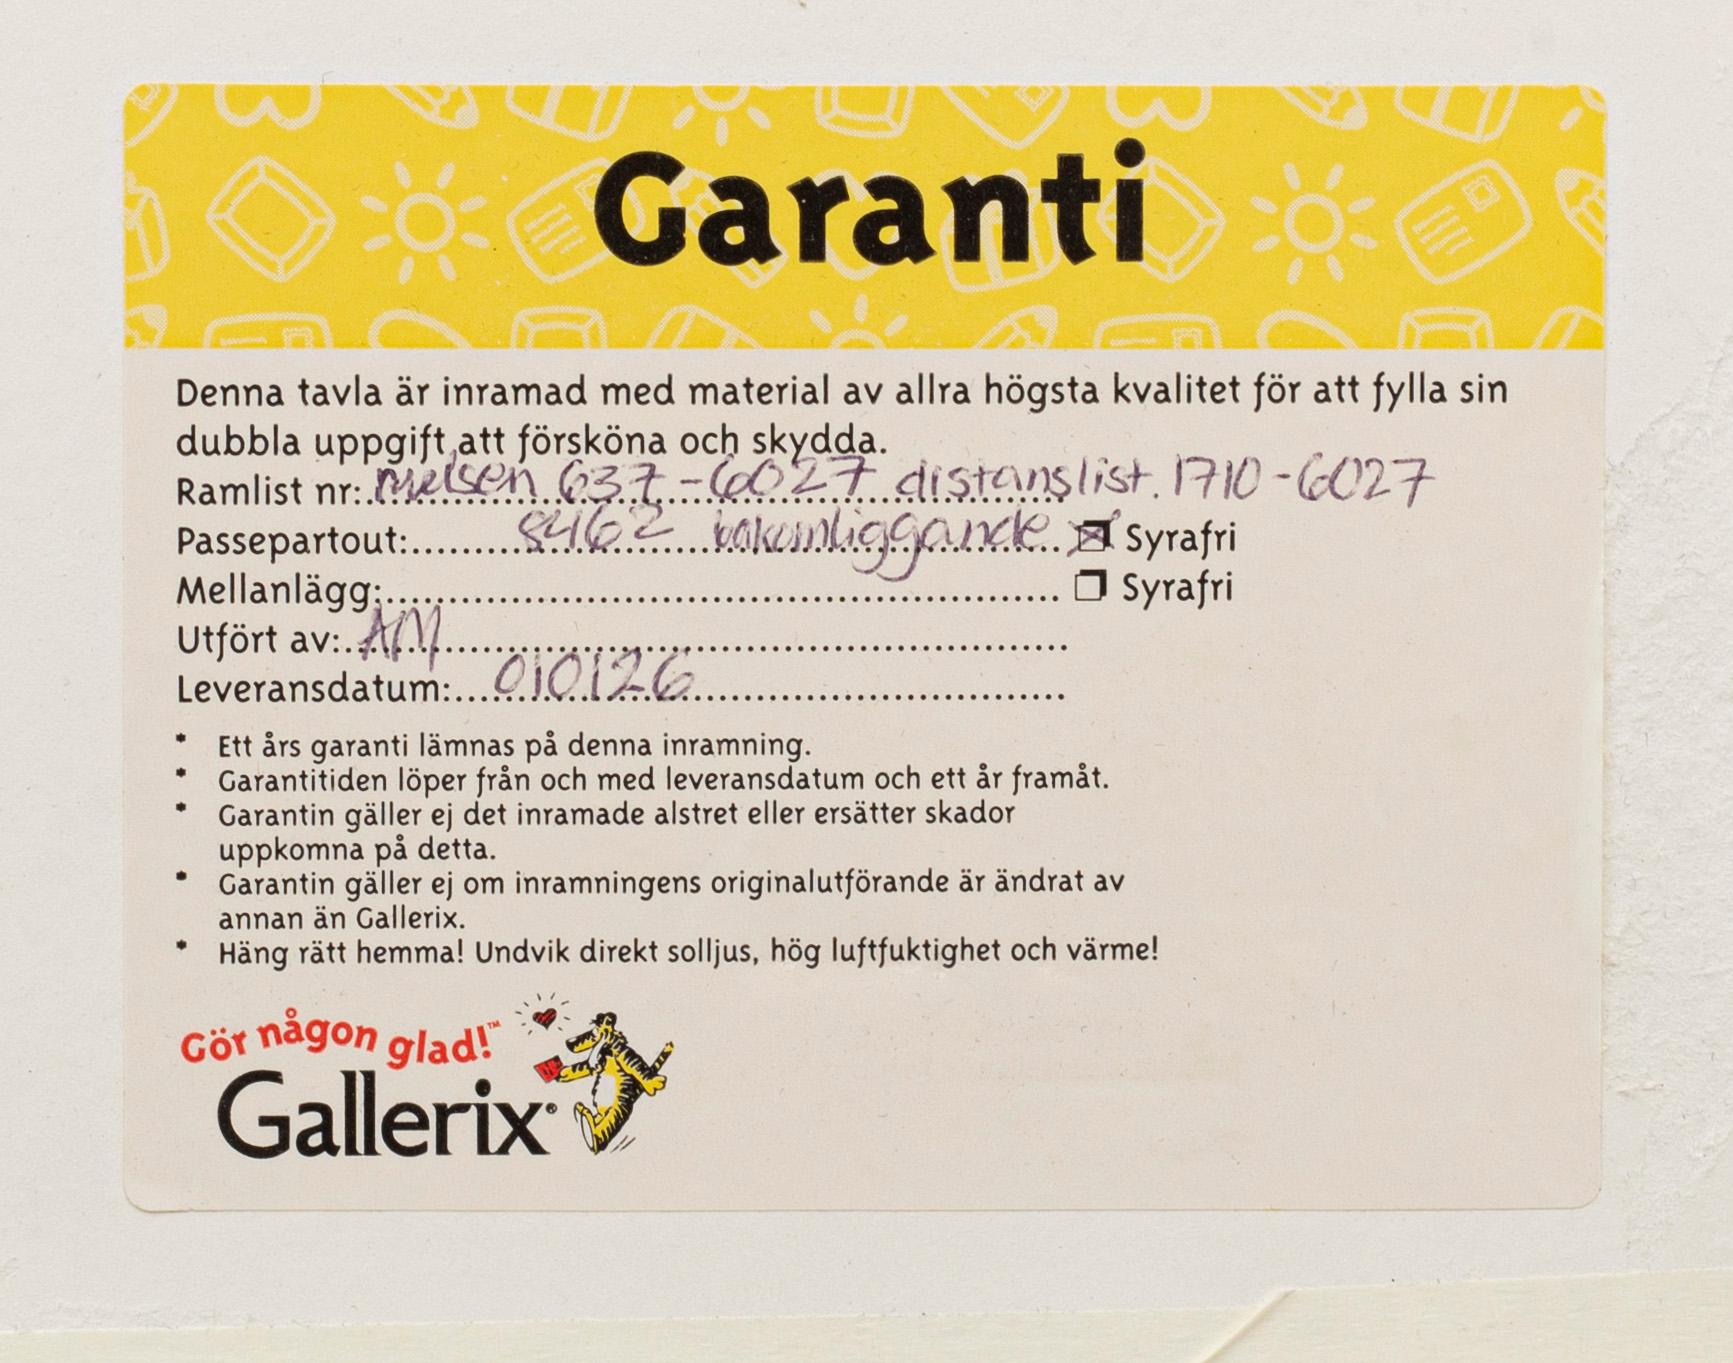 Garanti
Denna tavla är inramad med material av allra högsta kvalitet för att fylla sin
dubbla uppgift,att försköna och skydda.
Ramlist nr: nielsen 637-6027 distanslist. 1710-6027
Passepartout: 8462 bakomliggande Syrafri
Mellanlägg: Syrafri
Utfört av: AM
Leveransdatum: 010126
* Ett års garanti lämnas på denna inramning.
* Garantitiden löper från och med leveransdatum och ett år framåt.
* Garantin gäller ej det inramade alstret eller ersätter skador
uppkomna på detta.
* Garantin gäller ej om inramningens originalutförande är ändrat av
annan än Gallerix.
* Häng rätt hemma! Undvik direkt solljus, hög luftfuktighet och värme!
Gör någon glad!™
Gallerix®